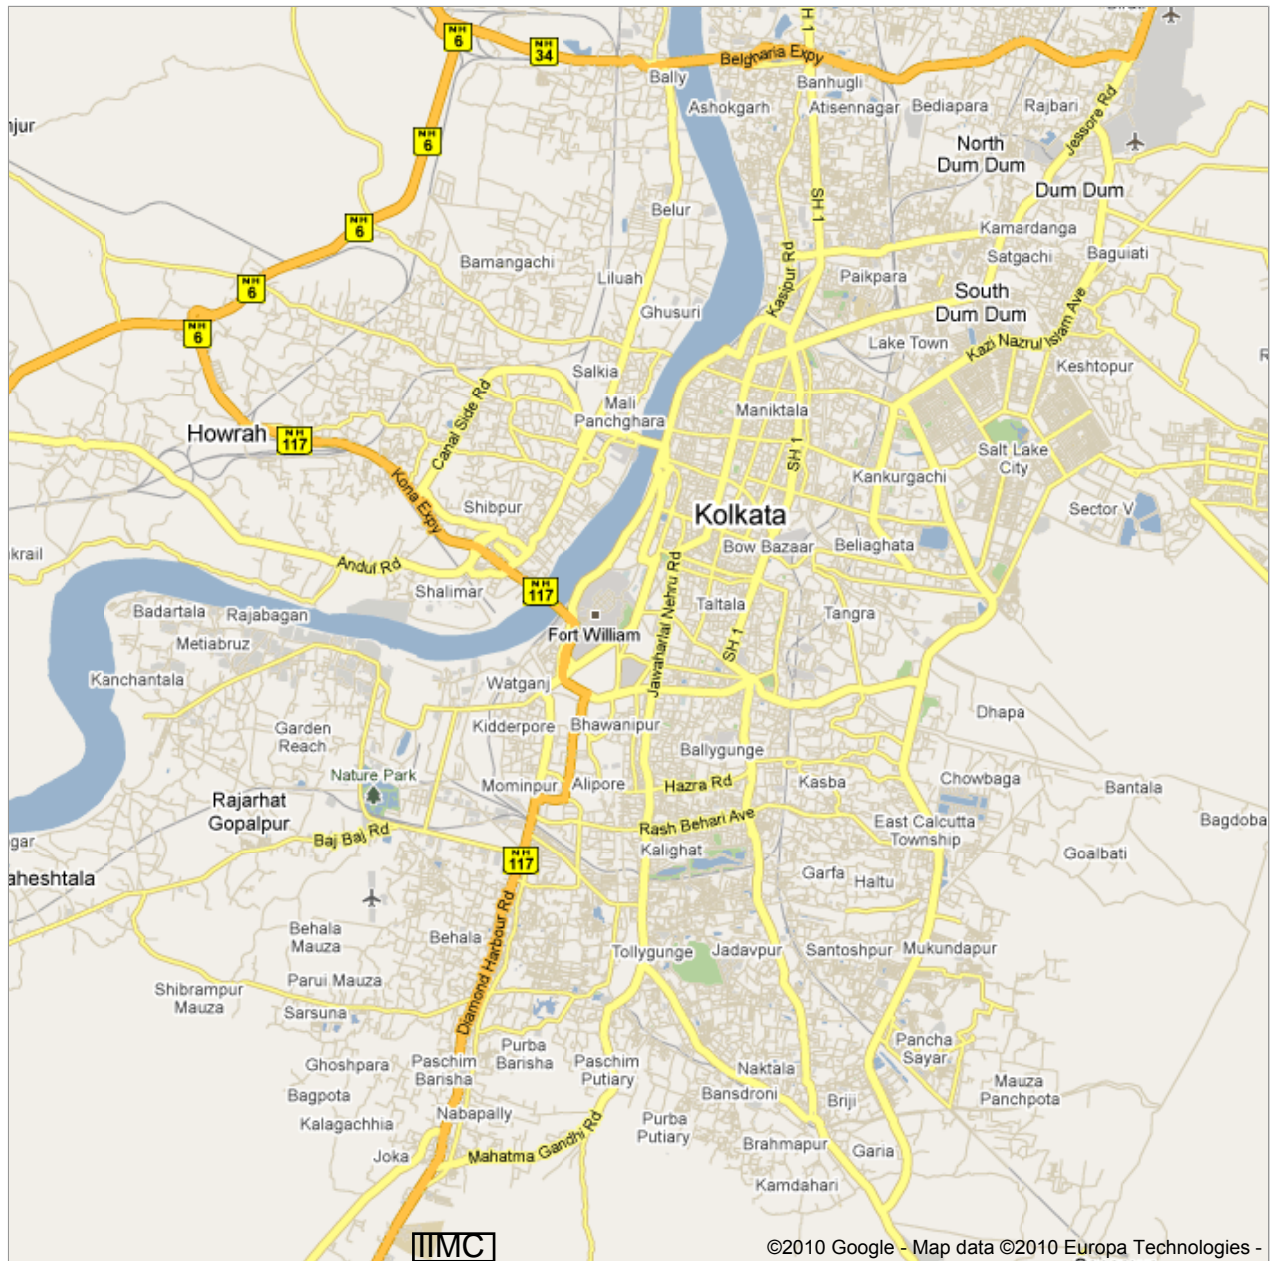 H 1
NH
6
NH
34
Belgharia Expy
Bally
Banhugli
Ashokgarh
Atisennagar
Bediapara
Rajbari
Jessore Rd
njur
NH
6
North
Dum Dum
Dum Dum
SH 1
Belur
NH
6
Kamardanga
Satgachi
Baguiati
Bamangachi
Liluah
Kasipur Rd
Paikpara
NH
6
South
Dum Dum
Ghusuri
NH
6
Lake Town
Kazi Nazrul Islam Ave
Keshtopur
Salkia
Mali
Panchghara
Maniktala
Canal Side Rd
Howrah
NH
117
SH 1
Salt Lake
City
Kankurgachi
Kona Expy
Shibpur
Kolkata
Sector V
Bow Bazaar
Beliaghata
nkrail
Andul Rd
Shalimar
NH
117
Jawaharlal Nehru Rd
Badartala
Rajabagan
Taltala
Tangra
Metiabruz
Fort William
SH 1
Kanchantala
Watganj
Garden
Reach
Kidderpore
Bhawanipur
Dhapa
Ballygunge
Nature Park
Mominpur
Alipore
Hazra Rd
Kasba
Chowbaga
Bantala
Rajarhat
Gopalpur
Baj Baj Rd
Rash Behari Ave
East Calcutta
Township
Bagdoba
gar
NH
117
Kalighat
Goalbati
aheshtala
Garfa
Haltu
Diamond Harbour Rd
Behala
Mauza
Behala
Tollygunge
Jadavpur
Santoshpur
Mukundapur
Parui Mauza
Shibrampur
Mauza
Sarsuna
Purba
Barisha
Pancha
Sayar
Ghoshpara
Paschim
Barisha
Paschim
Putiary
Naktala
Mauza
Panchpota
Bagpota
Bansdroni
Briji
Kalagachhia
Nabapally
Purba
Putiary
Brahmapur
Garia
Joka
Mahatma Gandhi Rd
Kamdahari
IIMC
©2010 Google - Map data ©2010 Europa Technologies -